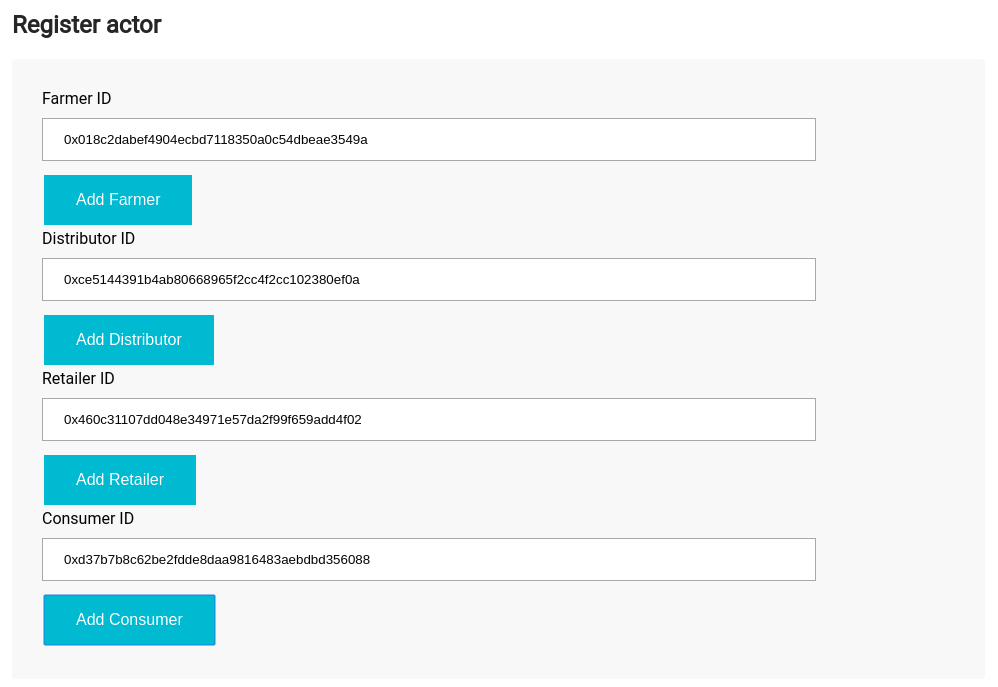 Register actor
Farmer ID
0x018c2dabef4904ecbd7118350a0c54dbeae3549a
Add Farmer
Distributor ID
0xce5144391b4ab80668965f2cc4f2cc102380ef0a
Add Distributor
Retailer ID
0x460c31107dd048e34971e57da2f99f659add4f02
Add Retailer
Consumer ID
0xd37b7b8c62be2fdde8daa9816483aebdbd356088
Add Consumer